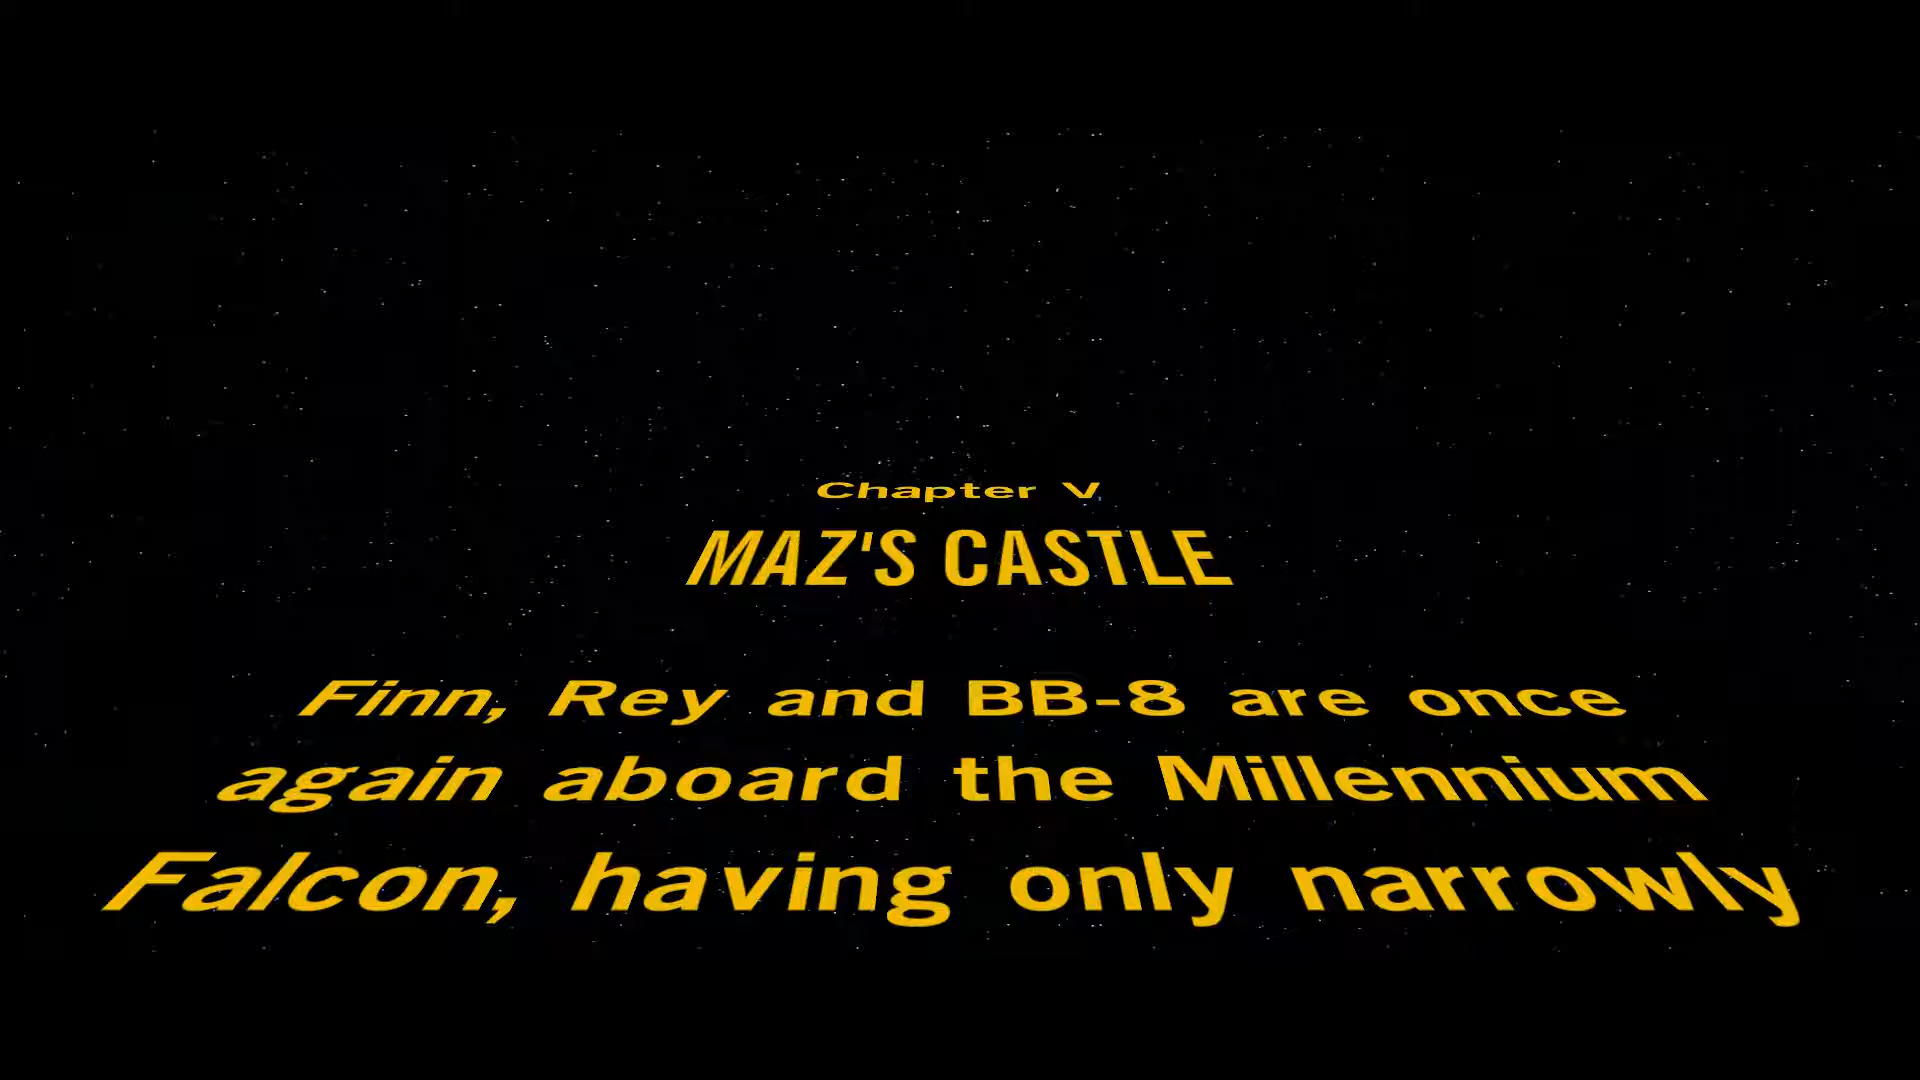 Chapter V
MAZ'S CASTLE
Finn, Rey and BB-8 are once
again aboard the Millennium
Falcon, having only narrowly